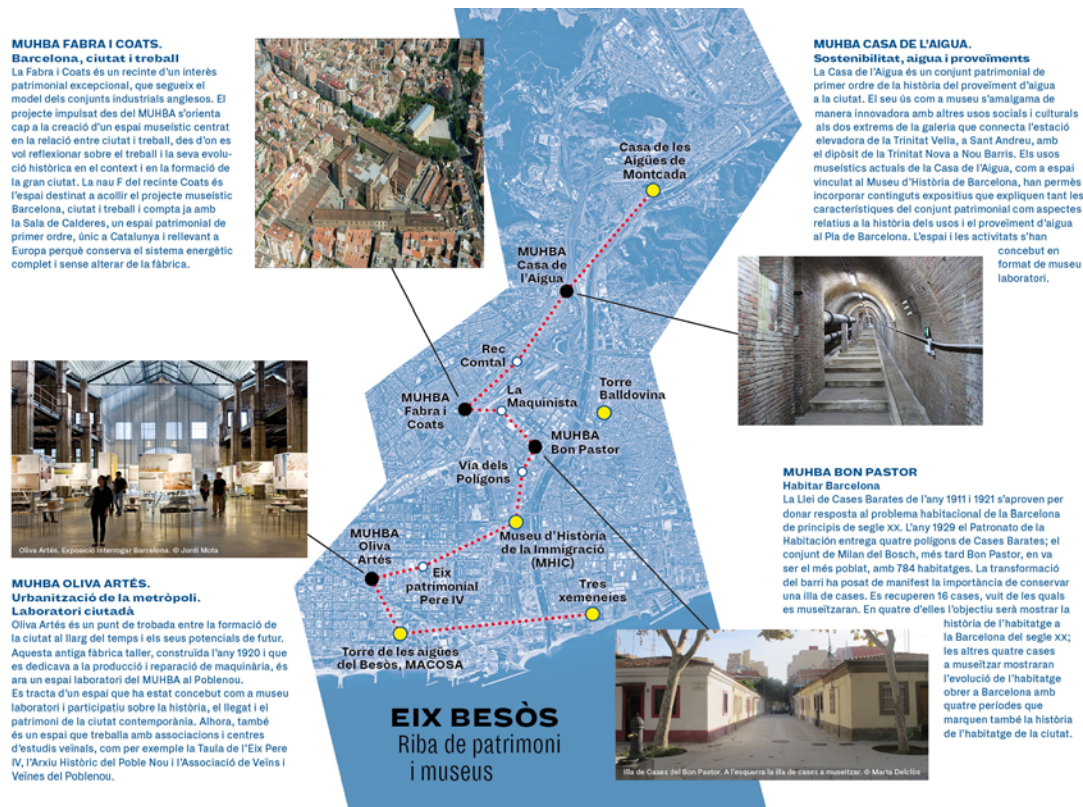 MUHBA FABRA I COATS.
Barcelona, ciutat i treball
La Fabra i Coats és un recinte d'un interès
patrimonial excepcional, que segueix el
model dels conjunts industrials anglesos. El
projecte impulsat des del MUHBA s'orienta
cap a la creació d'un espai museístic centrat
en la relació entre ciutat i treball, des d'on es
vol reflexionar sobre el treball i la seva evolu-
ció històrica en el context i en la formació de
la gran ciutat. La nau F del recinte Coats és
l'espai destinat a acollir el projecte museístic
Barcelona, ciutat i treball i compta ja amb
la Sala de Calderes, un espai patrimonial de
primer ordre, únic a Catalunya i rellevant a
Europa perquè conserva el sistema energètic
complet i sense alterar de la fàbrica.
MUHBA CASA DE L'AIGUA.
Sostenibilitat, aigua i proveïments
La Casa de l'Aigua és un conjunt patrimonial de
primer ordre de la història del proveïment d'aigua
a la ciutat. El seu ús com a museu s'amalgama de
manera innovadora amb altres usos socials i culturals
als dos extrems de la galeria que connecta l'estació
elevadora de la Trinitat Vella, a Sant Andreu, amb
el dipòsit de la Trinitat Nova a Nou Barris. Els usos
museístics actuals de la Casa de l'Aigua, com a espai
vinculat al Museu d'Història de Barcelona, han permès
incorporar continguts expositius que expliquen tant les
característiques del conjunt patrimonial com aspectes
relatius a la història dels usos i el proveïment d'aigua
al Pla de Barcelona. L'espai i les activitats s'han
concebut en
format de museu
laboratori.
Casa de les
Aigües de
Montcada
MUHBA
Casa de
l'Aigua
Rec
Comtal
La
Maquinista
Torre
Balldovina
MUHBA
Fabra i
Coats
MUHBA
Bon Pastor
Via dels
Polígons
Museu d'Història
de la Immigració
(MHIC)
MUHBA
Oliva
Artés
Eix
patrimonial
Pere IV
Tres
xemeneies
Torre de les aigües
del Besòs, MACOSA
Oliva Artés. Exposició Interrogar Barcelona. © Jordi Mota
MUHBA OLIVA ARTÉS.
Urbanització de la metròpoli.
Laboratori ciutadà
Oliva Artés és un punt de trobada entre la formació de
la ciutat al llarg del temps i els seus potencials de futur.
Aquesta antiga fàbrica taller, construïda l'any 1920 i que
es dedicava a la producció i reparació de maquinària, és
ara un espai laboratori del MUHBA al Poblenou.
Es tracta d'un espai que ha estat concebut com a museu
laboratori i participatiu sobre la història, el llegat i el
patrimoni de la ciutat contemporània. Alhora, també
és un espai que treballa amb associacions i centres
d'estudis veïnals, com per exemple la Taula de l'Eix Pere
IV, l'Arxiu Històric del Poble Nou i l'Associació de Veïns i
Veïnes del Poblenou.
EIX BESÒS
Riba de patrimoni
i museus
MUHBA BON PASTOR
Habitar Barcelona
La Llei de Cases Barates de l'any 1911 i 1921 s'aproven per
donar resposta al problema habitacional de la Barcelona
de principis de segle XX. L'any 1929 el Patronato de la
Habitación entrega quatre polígons de Cases Barates; el
conjunt de Milan del Bosch, més tard Bon Pastor, en va
ser el més poblat, amb 784 habitatges. La transformació
del barri ha posat de manifest la importància de conservar
una illa de cases. Es recuperen 16 cases, vuit de les quals
es museïtzaran. En quatre d'elles l'objectiu serà mostrar la
història de l'habitatge a
la Barcelona del segle XX;
les altres quatre cases
a museïtzar mostraran
l'evolució de l'habitatge
obrer a Barcelona amb
quatre períodes que
marquen també la història
de l'habitatge de la ciutat.
Illa de Cases del Bon Pastor. A l'esquerra la illa de cases a museïtzar. © Marta Delclòs